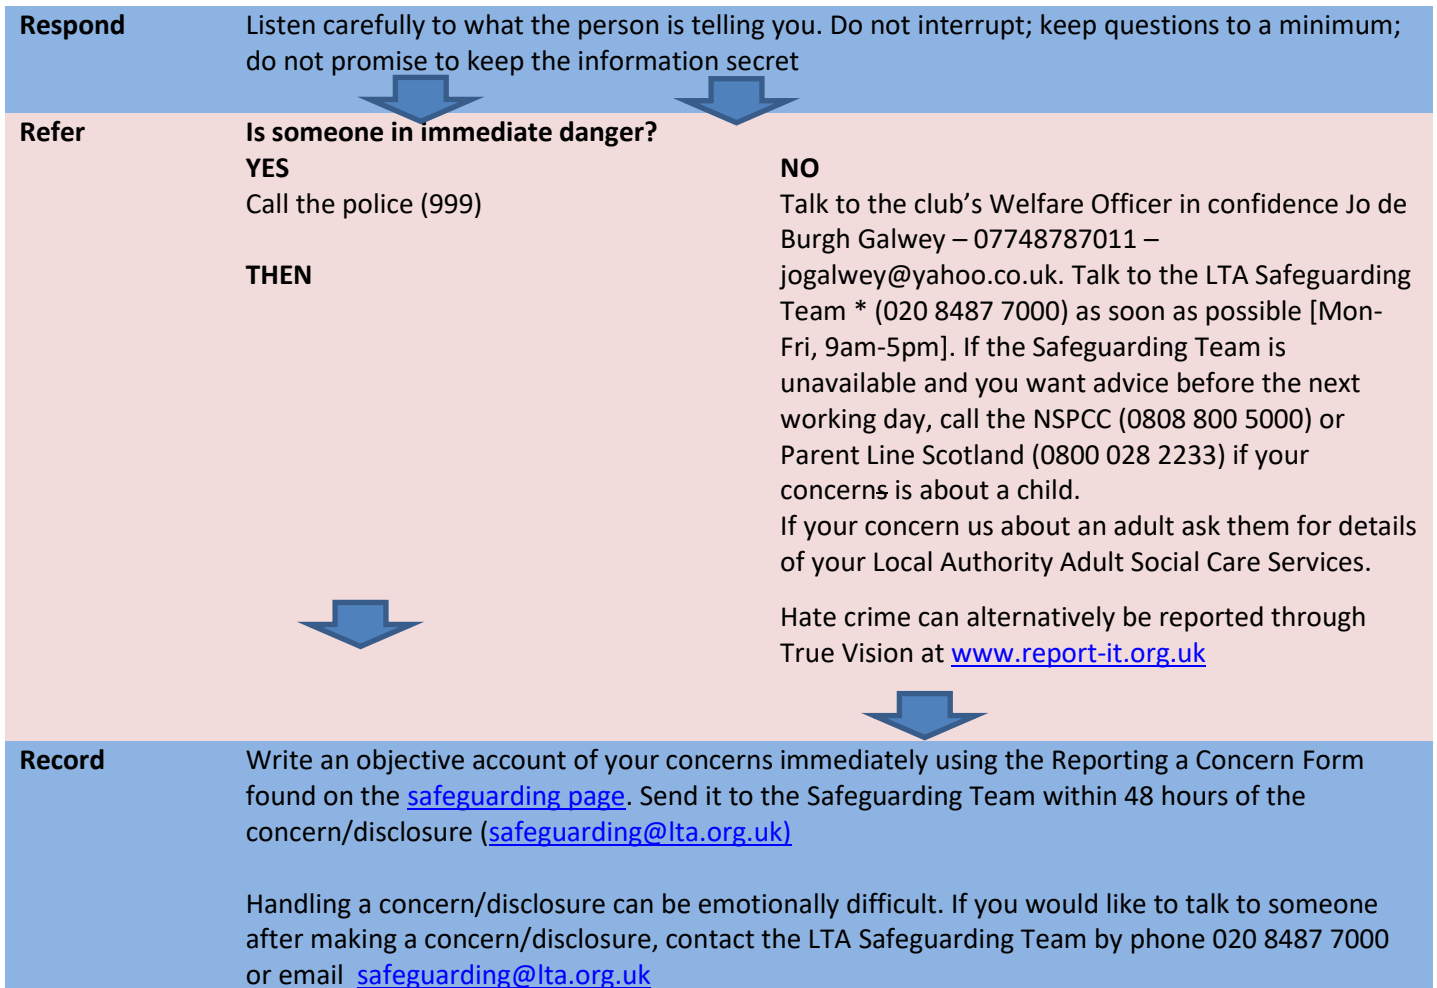 Respond
Listen carefully to what the person is telling you. Do not interrupt; keep questions to a minimum;
do not promise to keep the information secret
Refer
Is someone in immediate danger?
YES
Call the police (999)
THEN
NO
Talk to the club’s Welfare Officer in confidence Jo de
Burgh Galwey – 07748787011 –
jogalwey@yahoo.co.uk. Talk to the LTA Safeguarding
Team * (020 8487 7000) as soon as possible [Mon-
Fri, 9am-5pm]. If the Safeguarding Team is
unavailable and you want advice before the next
working day, call the NSPCC (0808 800 5000) or
Parent Line Scotland (0800 028 2233) if your
concerns is about a child.
If your concern us about an adult ask them for details
of your Local Authority Adult Social Care Services.
Hate crime can alternatively be reported through
True Vision at www.report-it.org.uk
Record
Write an objective account of your concerns immediately using the Reporting a Concern Form
found on the safeguarding page. Send it to the Safeguarding Team within 48 hours of the
concern/disclosure (safeguarding@lta.org.uk)
Handling a concern/disclosure can be emotionally difficult. If you would like to talk to someone
after making a concern/disclosure, contact the LTA Safeguarding Team by phone 020 8487 7000
or email safeguarding@lta.org.uk